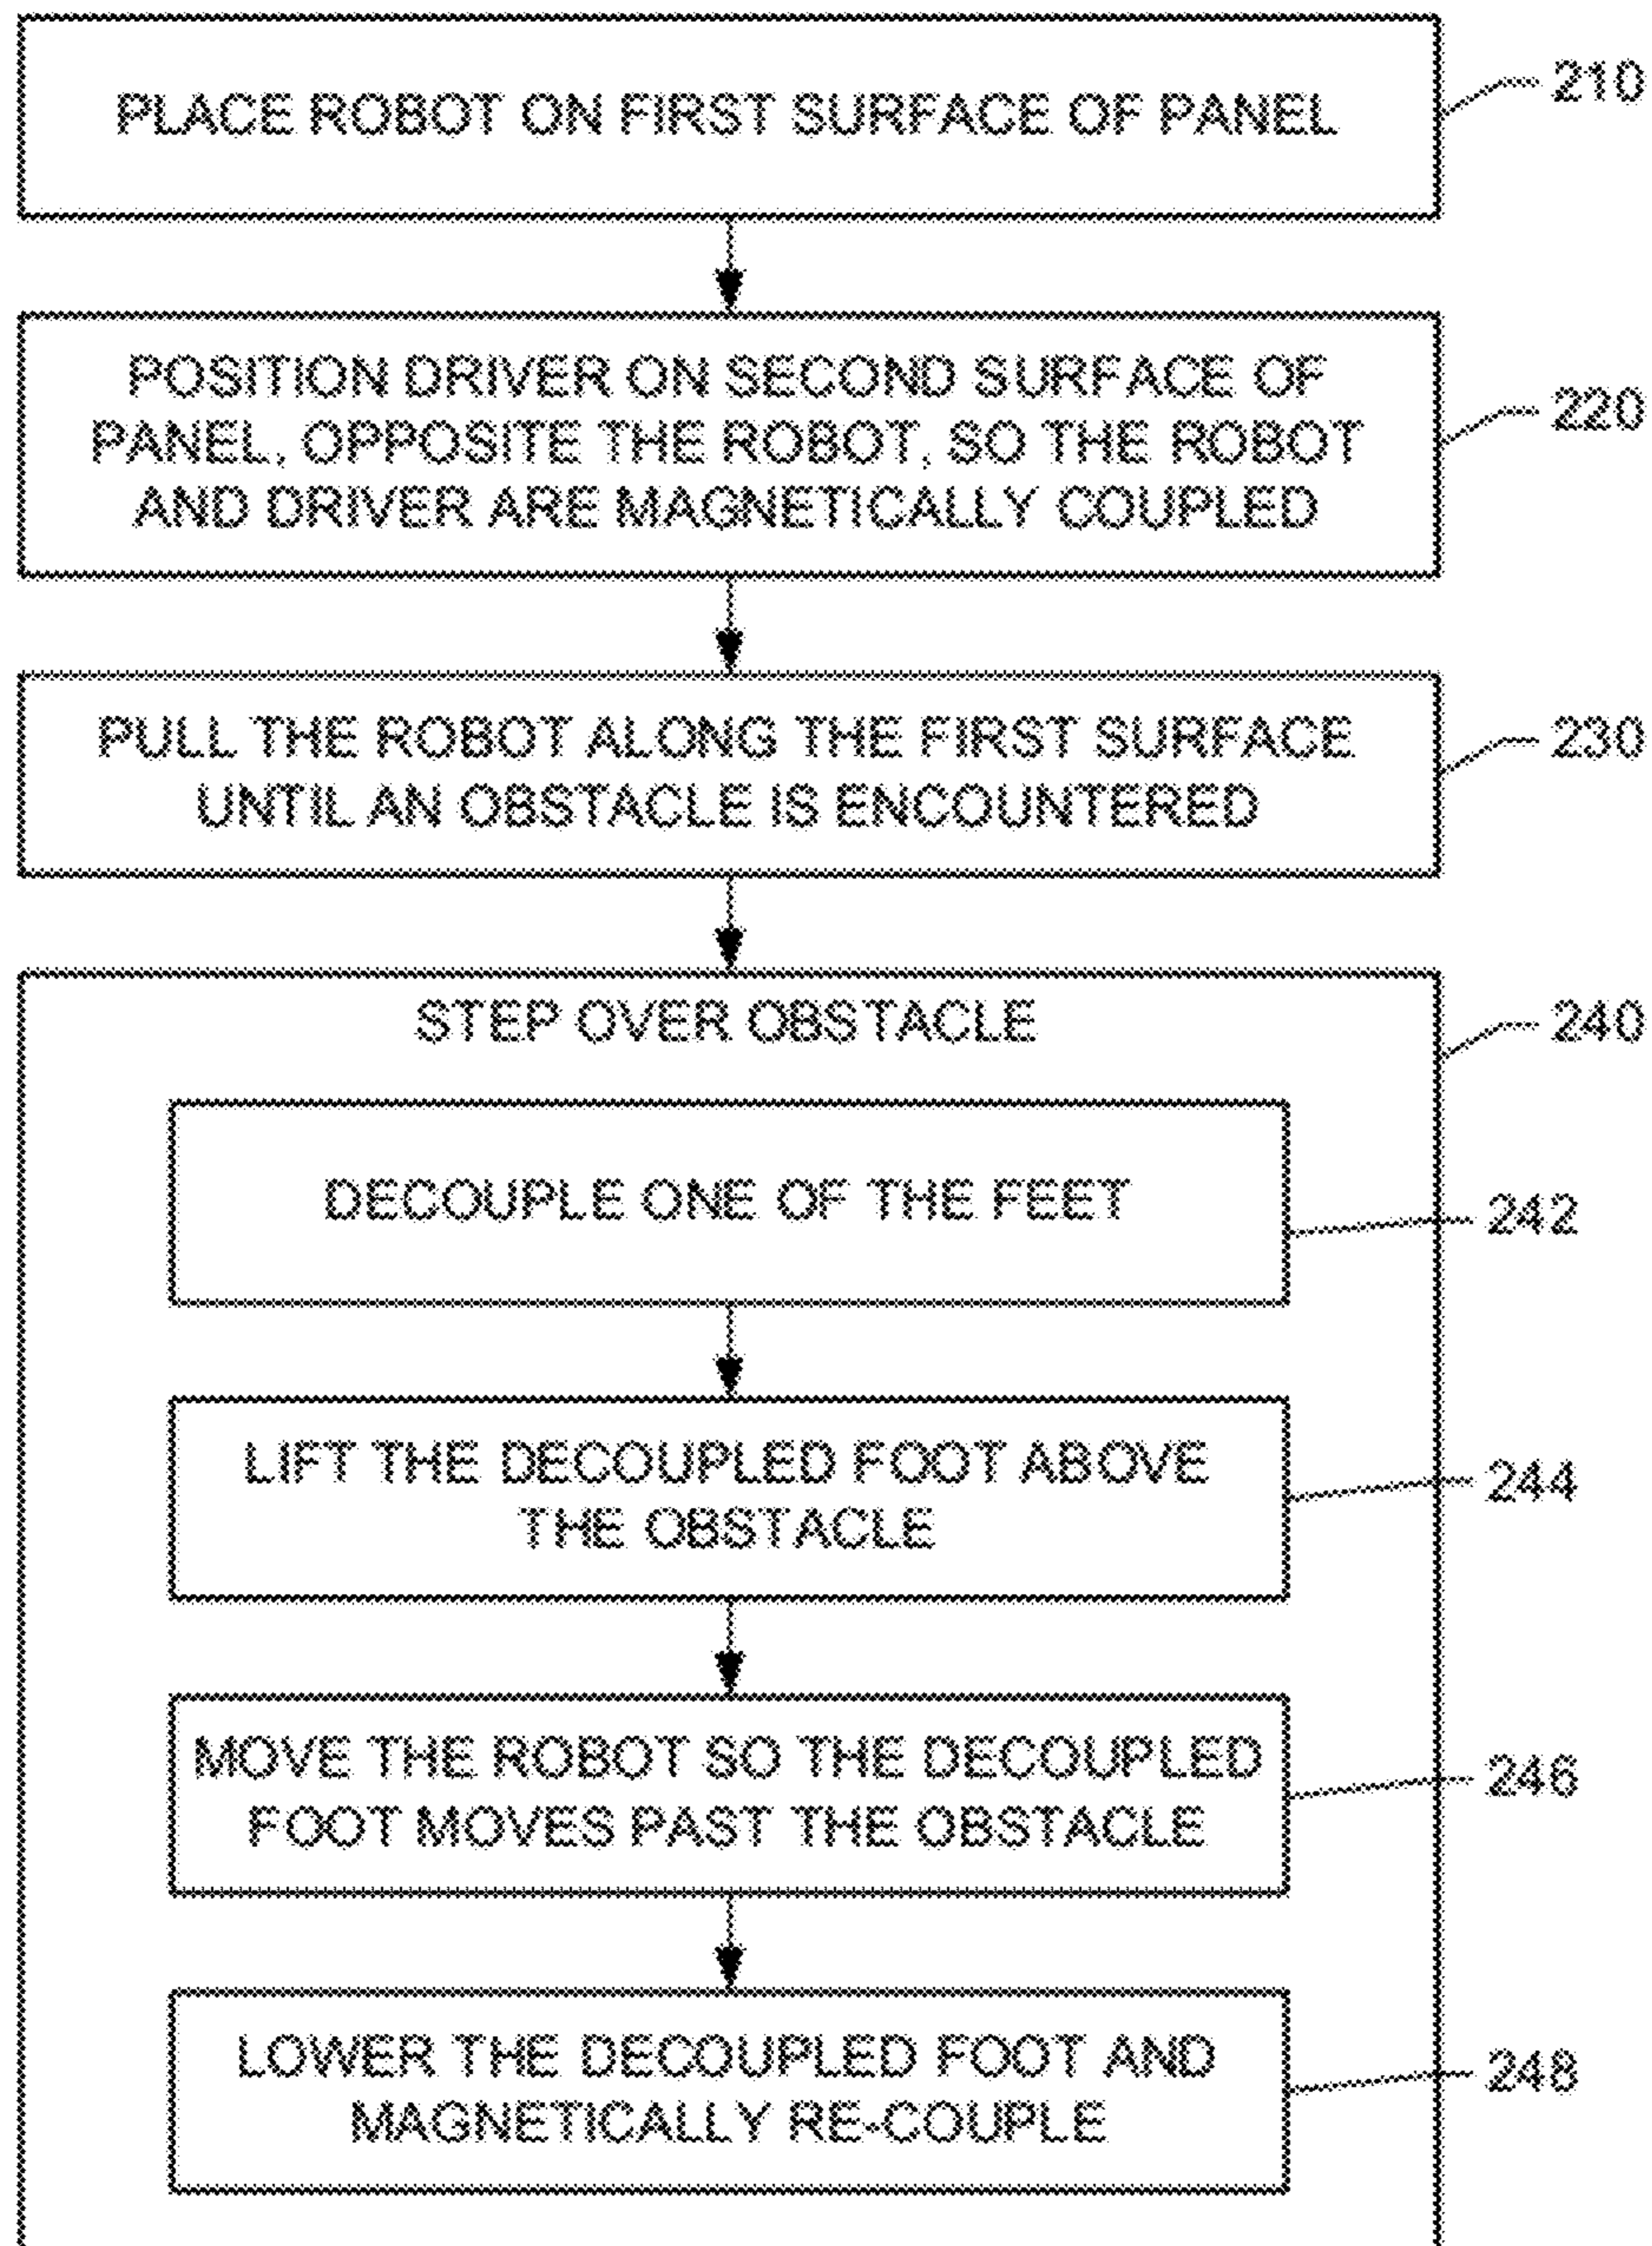 PLACE ROBOT ON FIRST SURFACE OF PANEL
210
POSITION DRIVER ON SECOND SURFACE OF
PANEL, OPPOSITE THE ROBOT, SO THE ROBOT
AND DRIVER ARE MAGNETICALLY COUPLED
220
PULL THE ROBOT ALONG THE FIRST SURFACE
UNTIL AN OBSTACLE IS ENCOUNTERED
230
STEP OVER OBSTACLE
240
DECOUPLE ONE OF THE FEET
242
LIFT THE DECOUPLED FOOT ABOVE
THE OBSTACLE
244
MOVE THE ROBOT SO THE DECOUPLED
FOOT MOVES PAST THE OBSTACLE
246
LOWER THE DECOUPLED FOOT AND
MAGNETICALLY RE-COUPLE
248